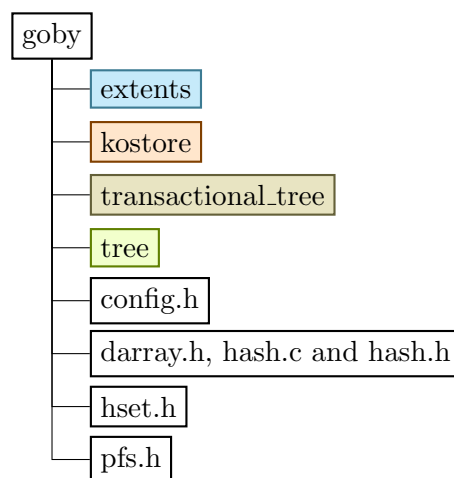 goby
extents
kostore
transactional_tree
tree
config.h
darray.h, hash.c and hash.h
hset.h
pfs.h